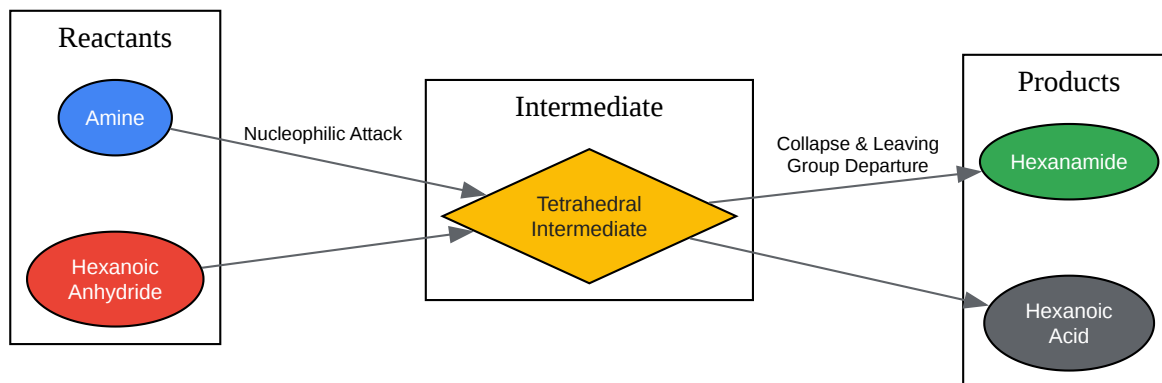 Reactants
Amine
Hexanoic
Anhydride
Nucleophilic Attack
Intermediate
Tetrahedral
Intermediate
Collapse & Leaving
Group Departure
Products
Hexanamide
Hexanoic
Acid